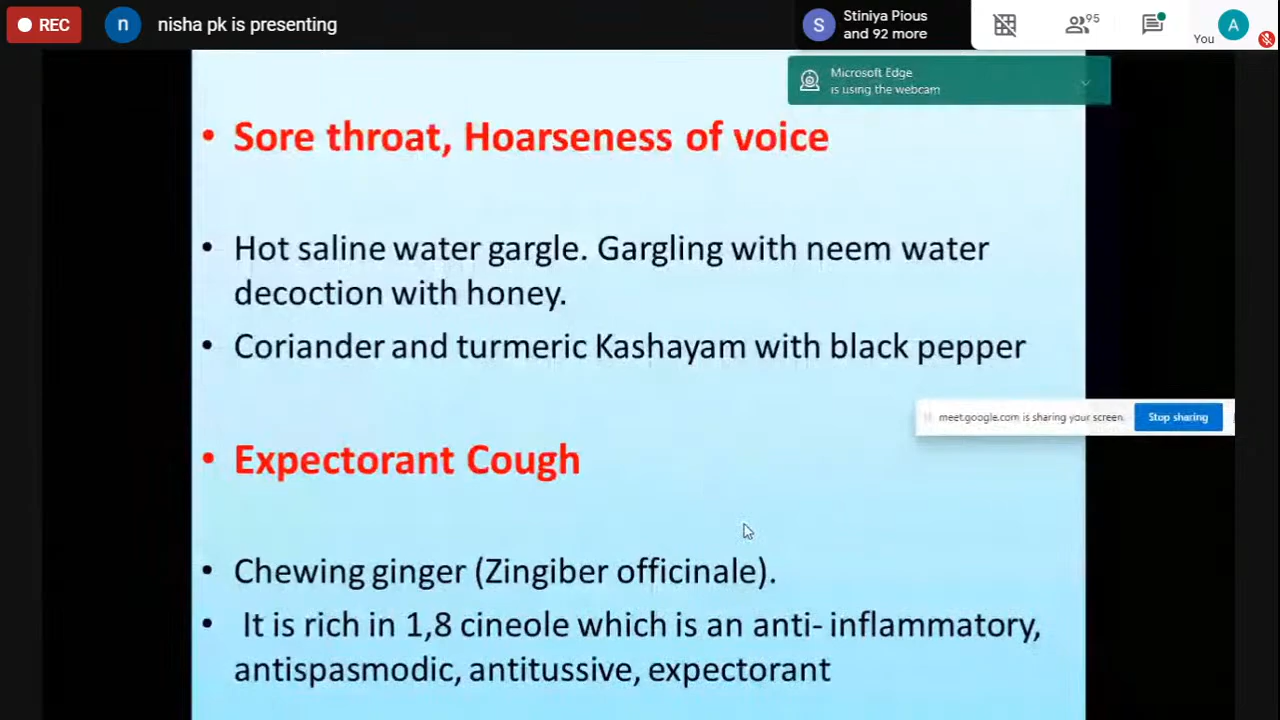 REC
n
nisha pk is presenting
S
Stiniya Pious
and 92 more
95
You
A
Microsoft Edge
is using the webcam
• Sore throat, Hoarseness of voice
• Hot saline water gargle. Gargling with neem water
decoction with honey.
• Coriander and turmeric Kashayam with black pepper
meet.google.com is sharing your screen.
Stop sharing
• Expectorant Cough
• Chewing ginger (Zingiber officinale).
• It is rich in 1,8 cineole which is an anti- inflammatory,
antispasmodic, antitussive, expectorant